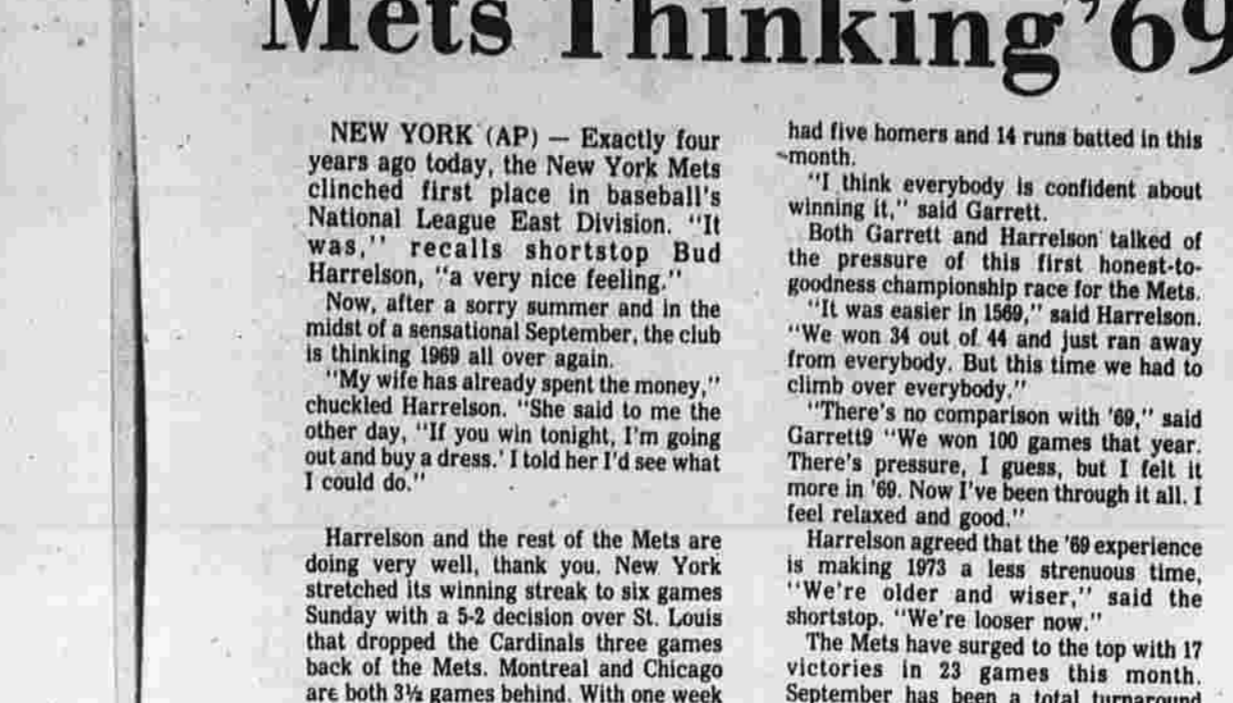 Mets Thinking '69
NEW YORK (AP) — Exactly four
years ago today, the New York Mets
clinched first place in baseball's
National League East Division. "It
was," recalls shortstop Bud
Harrelson, "a very nice feeling."
Now, after a sorry summer and in the
midst of a sensational September, the club
is thinking 1969 all over again.
"My wife has already spent the money,"
chuckled Harrelson. "She said to me the
other day, "If you win tonight, I'm going
out and buy a dress.' I told her I'd see what
I could do."
Harrelson and the rest of the Mets are
doing very well, thank you. New York
stretched its winning streak to six games
Sunday with a 5-2 decision over St. Louis
that dropped the Cardinals three games
back of the Mets. Montreal and Chicago
are both 3½ games behind. With one week
had five homers and 14 runs batted in this
month.
"I think everybody is confident about
winning it," said Garrett.
Both Garrett and Harrelson talked of
the pressure of this first honest-to-
goodness championship race for the Mets.
"It was easier in 1569," said Harrelson.
"We won 34 out of 44 and just ran away
from everybody. But this time we had to
climb over everybody."
"There's no comparison with '69," said
Garrett9 "We won 100 games that year.
There's pressure, I guess, but I felt it
more in '69. Now I've been through it all. I
feel relaxed and good."
Harrelson agreed that the '69 experience
is making 1973 a less strenuous time,
"We're older and wiser," said the
shortstop. "We're looser now."
The Mets have surged to the top with 17
victories in 23 games this month.
September has been a total turnaround